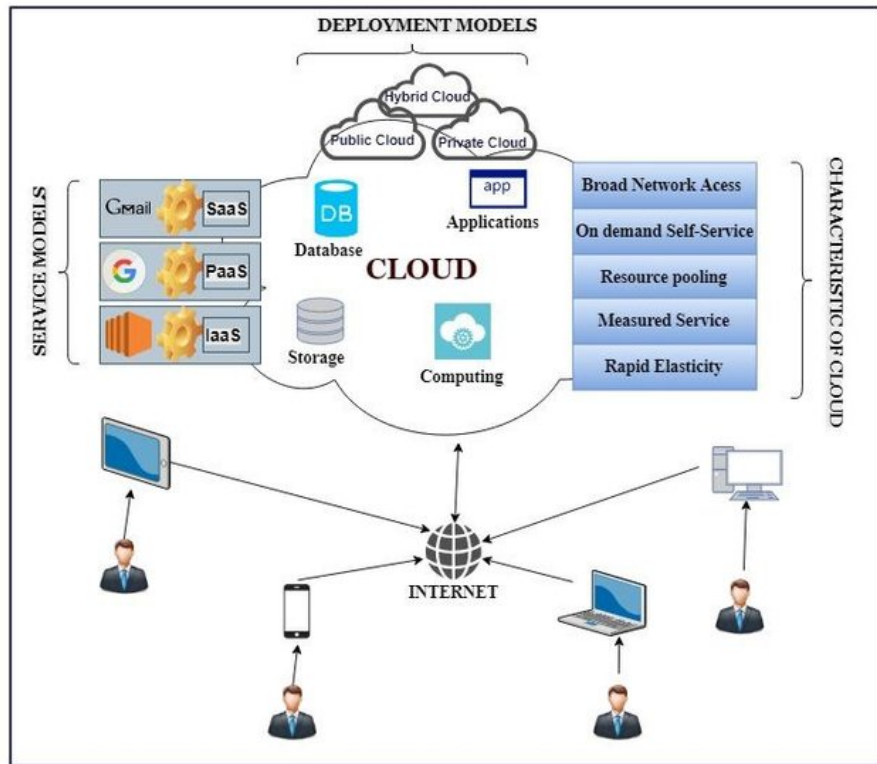 DEPLOYMENT MODELS
Hybrid Cloud
Public Cloud
Private Cloud
SERVICE MODELS
Gmail
SaaS
G
PaaS
IaaS
DB
Database
app
Applications
CLOUD
Storage
Computing
Broad Network Acess
On demand Self-Service
Resource pooling
Measured Service
Rapid Elasticity
CHARACTERISTIC OF CLOUD
INTERNET